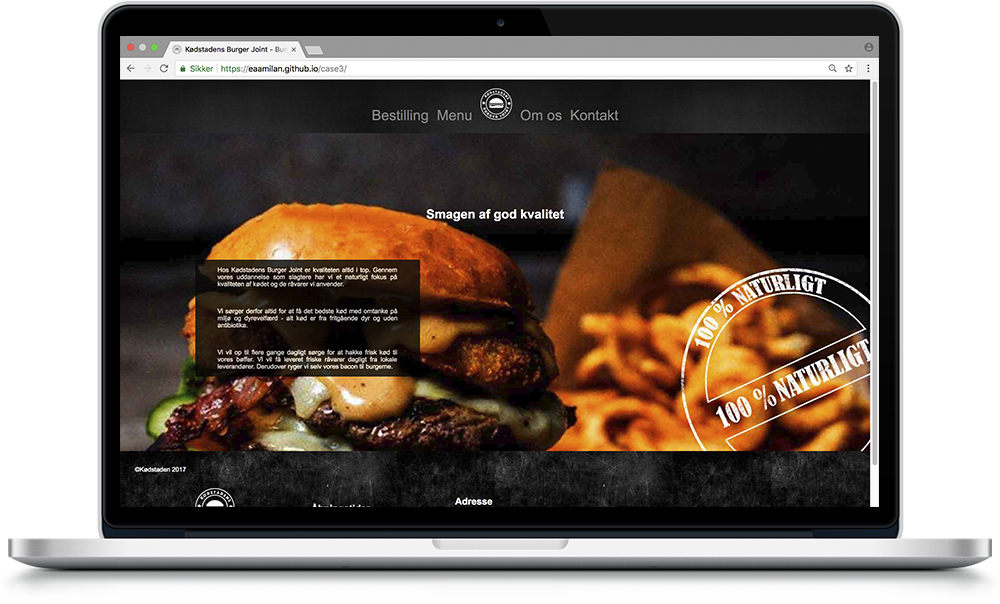 Kødstadens Burger Joint - Bur
Sikker
https://eaamilan.github.io/case3/
Bestilling Menu
Om os Kontakt
Smagen af god kvalitet
Hos Kødstadens Burger Joint er kvaliteten altid i top. Gennem
vores uddannelse som slagtere har vi et naturligt fokus på
kvaliteten af kødet og de råvarer vi anvender.
Vi sørger derfor altid for at få det bedste kød med omtanke på
miljø og dyrevelfærd - alt kød er fra fritgående dyr og uden
antibiotika.
Vi vil op til flere gange dagligt sørge for at hakke frisk kød til
vores bøffer. Vi vil få leveret friske råvarer dagligt fra lokale
leverandører. Derudover ryger vi selv vores bacon til burgerne.
100 % NATURLIGT
100 % NATURLIGT
©Kødstaden 2017
KØDSTADENS
Åbningstider
Adresse